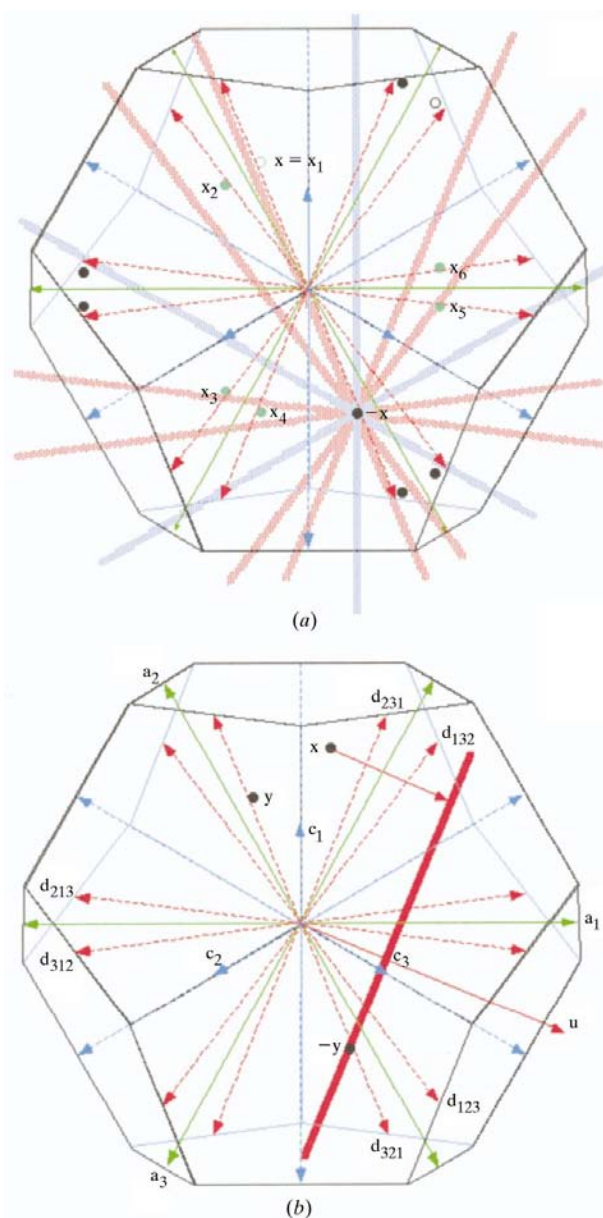 x = x₁
x₂
x₆
x₅
x₃
x₄
−x
(a)
a₂
d₂₃₁
x
d₁₃₂
y
c₁
d₂₁₃
a₁
d₃₁₂
c₂
c₃
u
−y
d₁₂₃
d₃₂₁
a₃
(b)